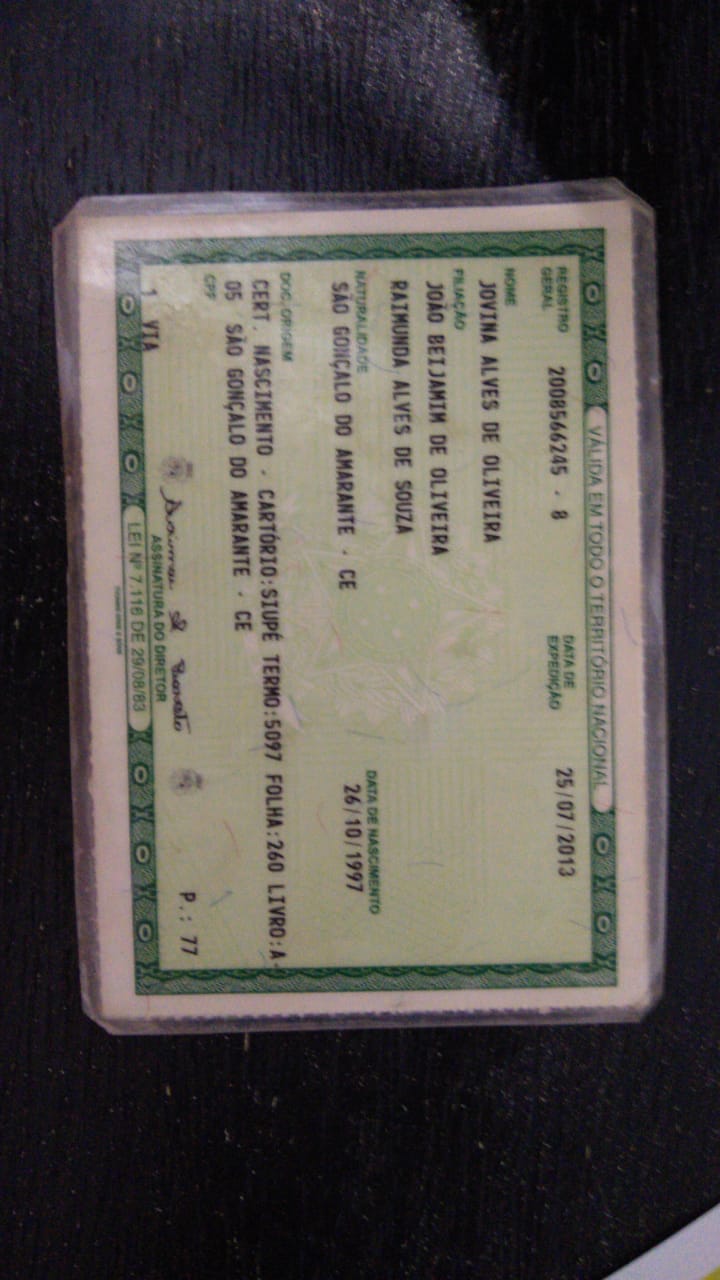 VÁLIDA EM TODO O TERRITÓRIO NACIONAL
REGISTRO GERAL 2008566245 - 8 DATA DE EXPEDIÇÃO 25/07/2013
NOME
JOVINA ALVES DE OLIVEIRA
FILIAÇÃO
JOÃO BEIJAMIM DE OLIVEIRA
RAIMUNDA ALVES DE SOUZA
NATURALIDADE DATA DE NASCIMENTO
SÃO GONÇALO DO AMARANTE - CE 26/10/1997
DOC. ORIGEM
CERT. NASCIMENTO - CARTÓRIO:SIUPÉ TERMO:5097 FOLHA:260 LIVRO:A-
05 SÃO GONÇALO DO AMARANTE - CE
CPF
P.: 77
1 VIA
ASSINATURA DO DIRETOR
LEI Nº 7.116 DE 29/08/83